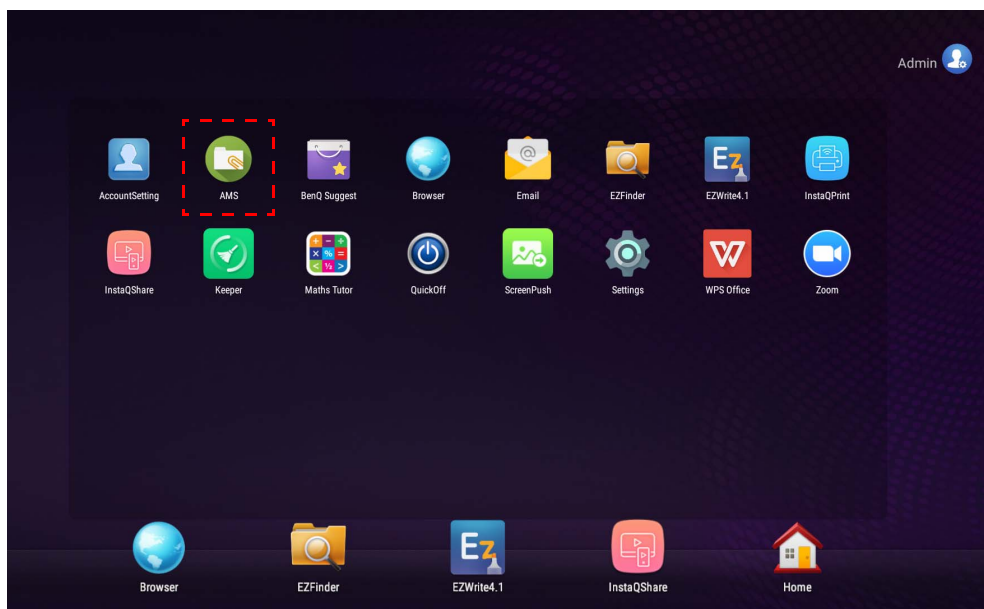 Admin
AccountSetting
AMS
BenQ Suggest
Browser
Email
EZFinder
EZWrite4.1
InstaQPrint
InstaQShare
Keeper
Maths Tutor
QuickOff
ScreenPush
Settings
WPS Office
Zoom
Browser
EZFinder
EZWrite4.1
InstaQShare
Home